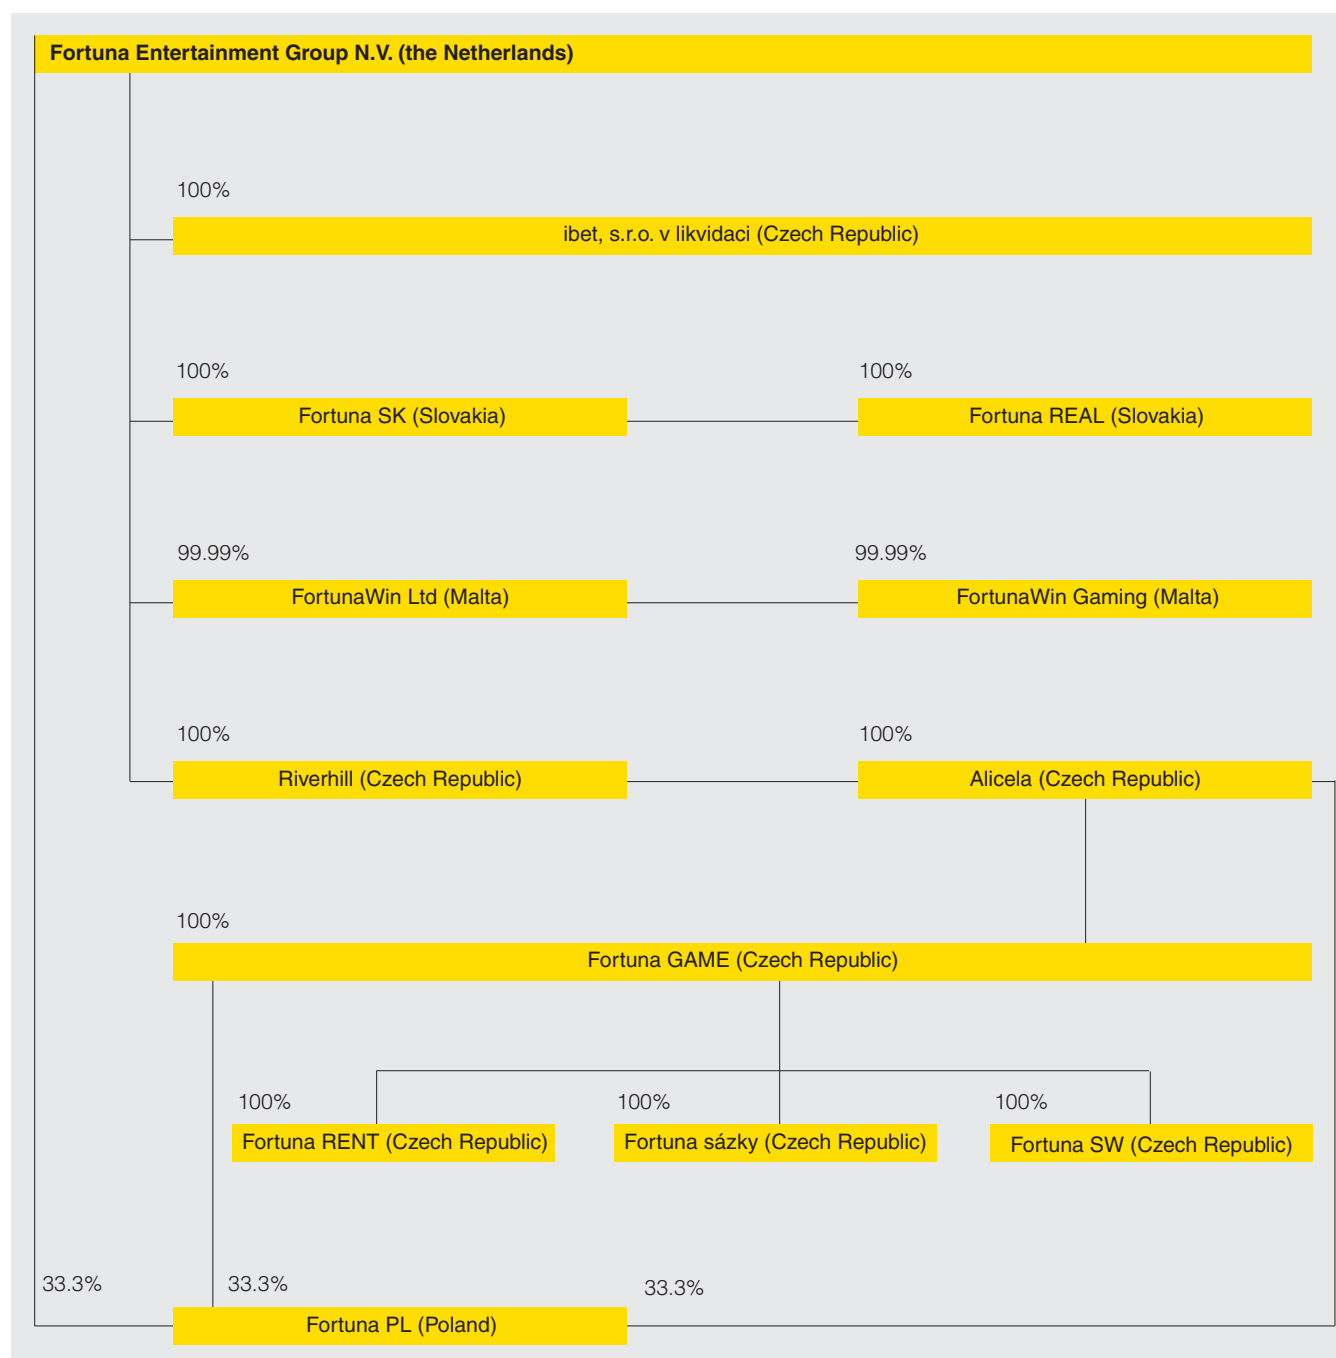 Fortuna Entertainment Group N.V. (the Netherlands)
100%
ibet, s.r.o. v likvidaci (Czech Republic)
100%
100%
Fortuna SK (Slovakia)
Fortuna REAL (Slovakia)
99.99%
99.99%
FortunaWin Ltd (Malta)
FortunaWin Gaming (Malta)
100%
100%
Riverhill (Czech Republic)
Alicela (Czech Republic)
100%
Fortuna GAME (Czech Republic)
100%
100%
100%
Fortuna RENT (Czech Republic)
Fortuna sázky (Czech Republic)
Fortuna SW (Czech Republic)
33.3%
33.3%
33.3%
Fortuna PL (Poland)